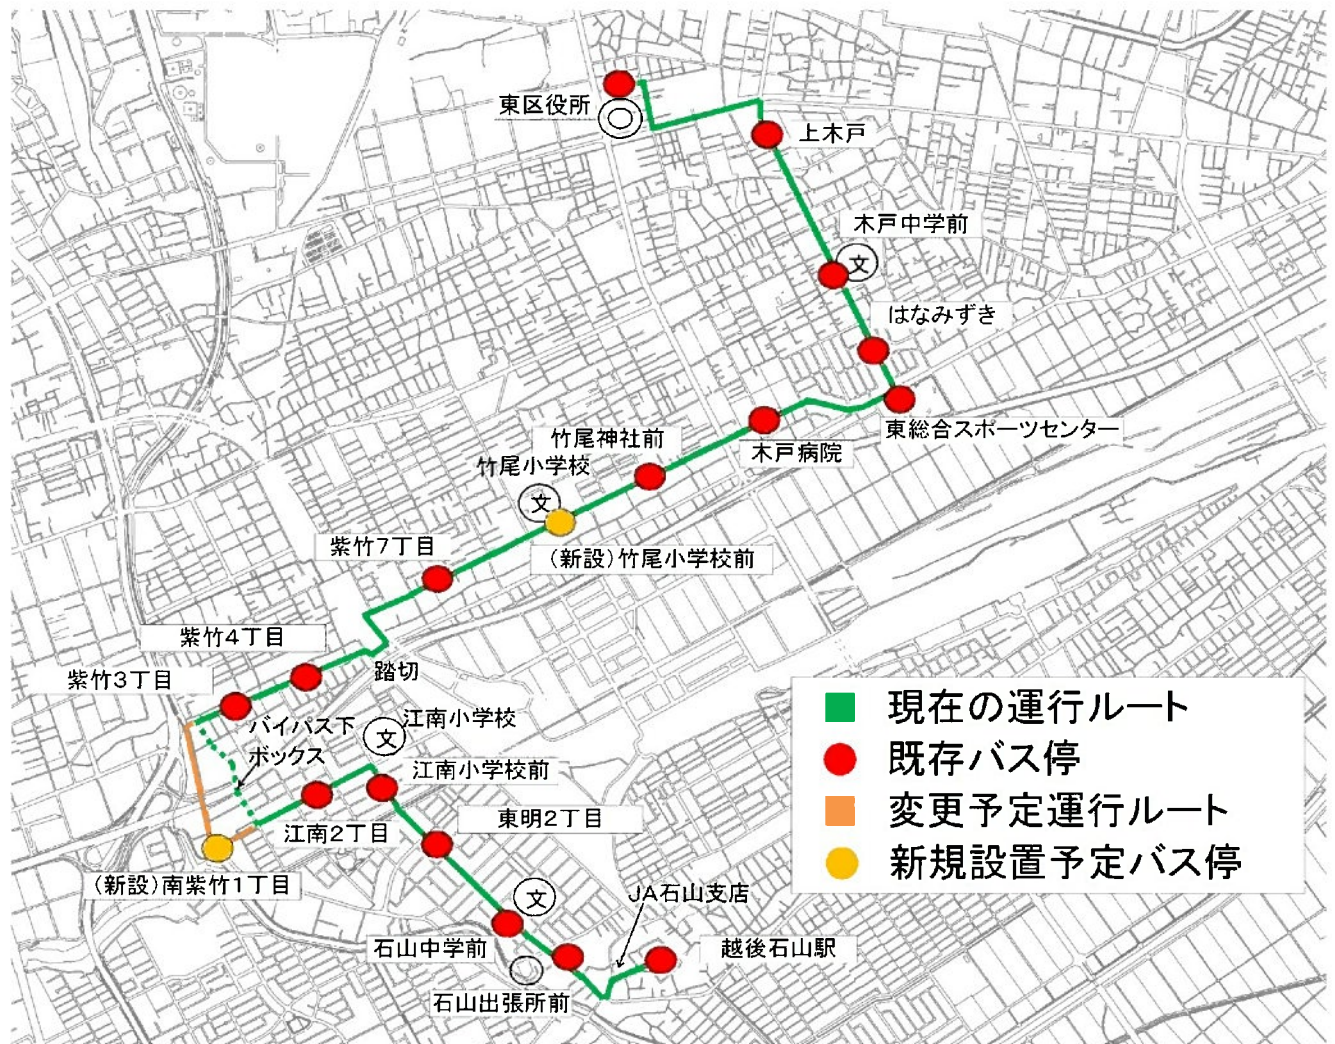 東区役所
上木戸
木戸中学前
文
はなみずき
東総合スポーツセンター
木戸病院
竹尾神社前
竹尾小学校
文
(新設)竹尾小学校前
紫竹7丁目
紫竹4丁目
踏切
紫竹3丁目
バイパス下
ボックス
江南小学校
文
江南小学校前
江南2丁目
東明2丁目
(新設)南紫竹1丁目
文
石山中学前
JA石山支店
越後石山駅
石山出張所前
現在の運行ルート
既存バス停
変更予定運行ルート
新規設置予定バス停